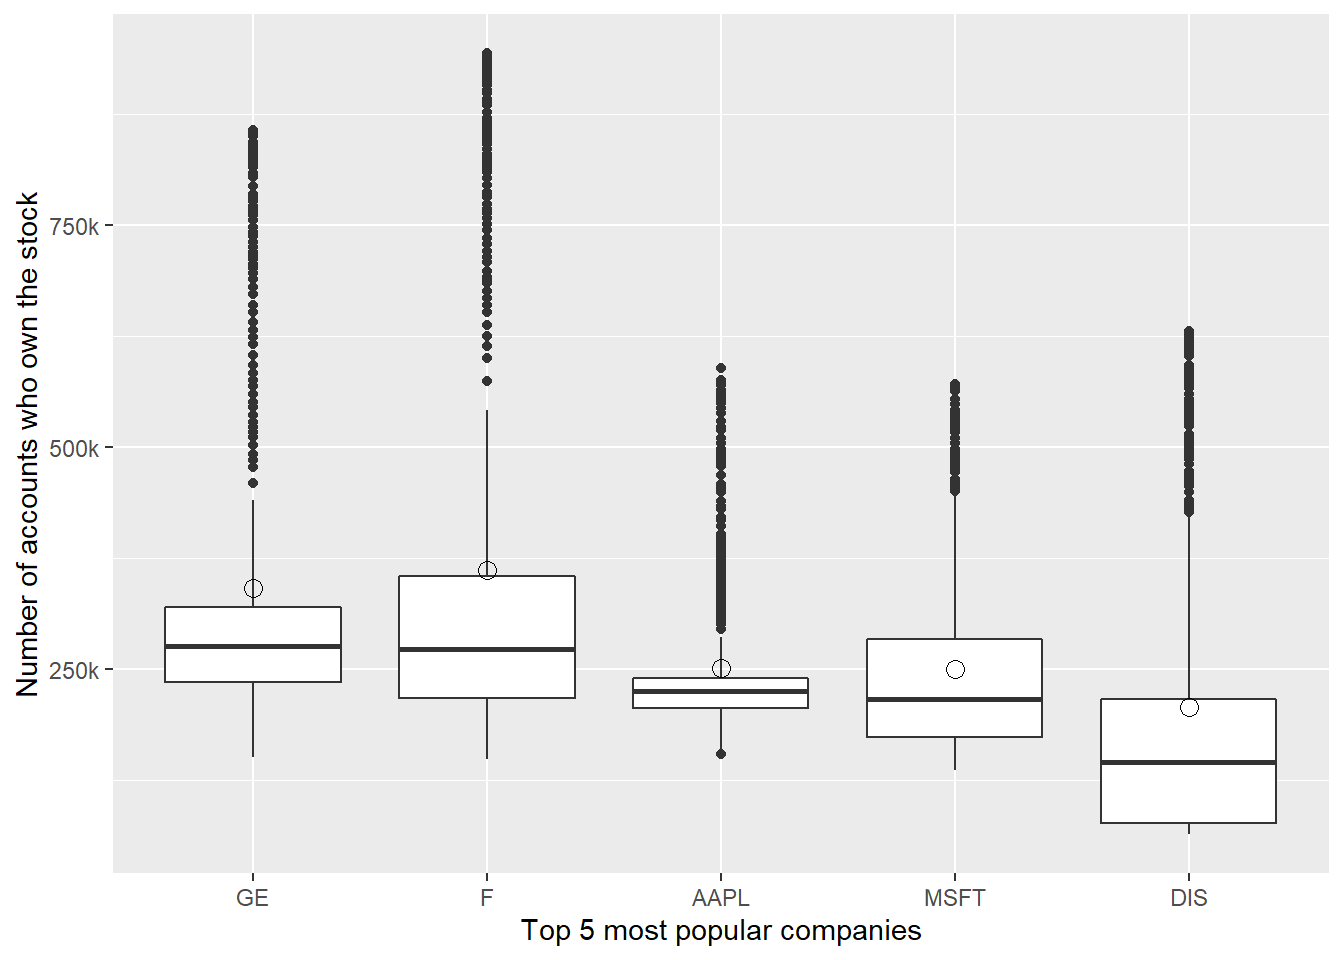 Number of accounts who own the stock
750k
500k
250k
GE
F
AAPL
MSFT
DIS
Top 5 most popular companies